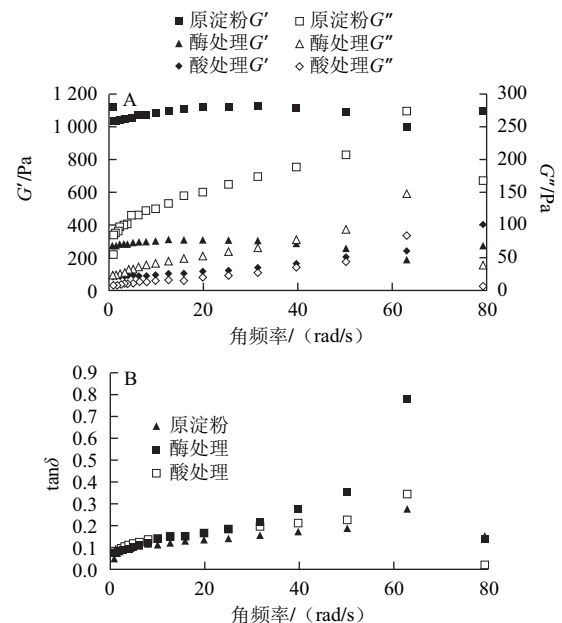 原淀粉G′ 原淀粉G″
酶处理G′ 酶处理G″
酸处理G′ 酸处理G″
A
1 200
1 000
800
600
400
200
0
G′/Pa
300
250
200
150
100
50
0
G″/Pa
0 20 40 60 80
角频率/（rad/s）
B
0.9
0.8
0.7
0.6
0.5
0.4
0.3
0.2
0.1
0.0
tanδ
原淀粉
酶处理
酸处理
0 20 40 60 80
角频率/（rad/s）